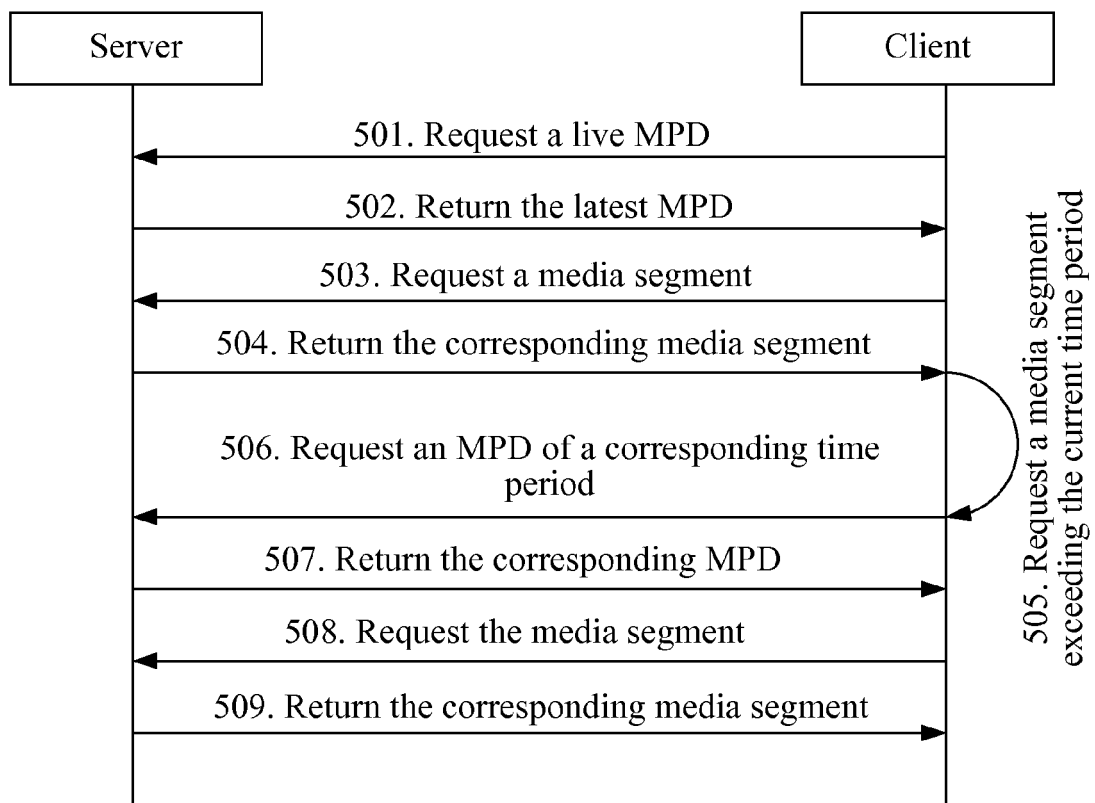 Server
Client
501. Request a live MPD
502. Return the latest MPD
503. Request a media segment
504. Return the corresponding media segment
505. Request a media segment
exceeding the current time period
506. Request an MPD of a corresponding time
period
507. Return the corresponding MPD
508. Request the media segment
509. Return the corresponding media segment